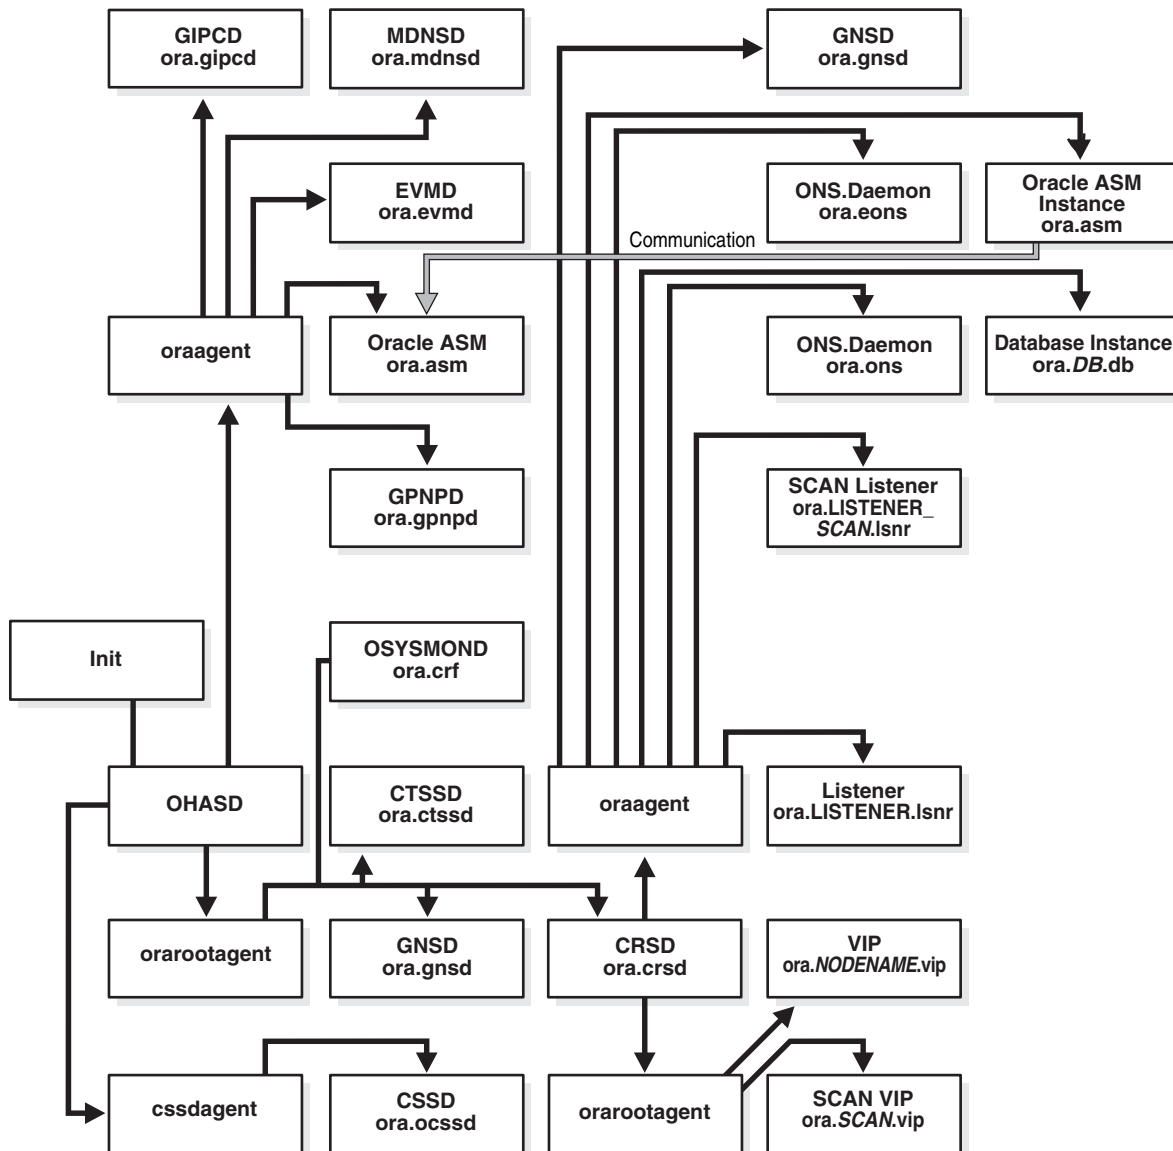 GIPCD
ora.gipcd
MDNSD
ora.mdnsd
GNSD
ora.gnsd
EVMD
ora.evmd
ONS.Daemon
ora.eons
Oracle ASM
Instance
ora.asm
Communication
oraagent
Oracle ASM
ora.asm
ONS.Daemon
ora.ons
Database Instance
ora.DB.db
GPNPD
ora.gpnpd
SCAN Listener
ora.LISTENER_
SCAN.lsnr
Init
OSYSMOND
ora.crf
OHASD
CTSSD
ora.ctssd
oraagent
Listener
ora.LISTENER.lsnr
orarootagent
GNSD
ora.gnsd
CRSD
ora.crsd
VIP
ora.NODENAME.vip
cssdagent
CSSD
ora.ocssd
orarootagent
SCAN VIP
ora.SCAN.vip